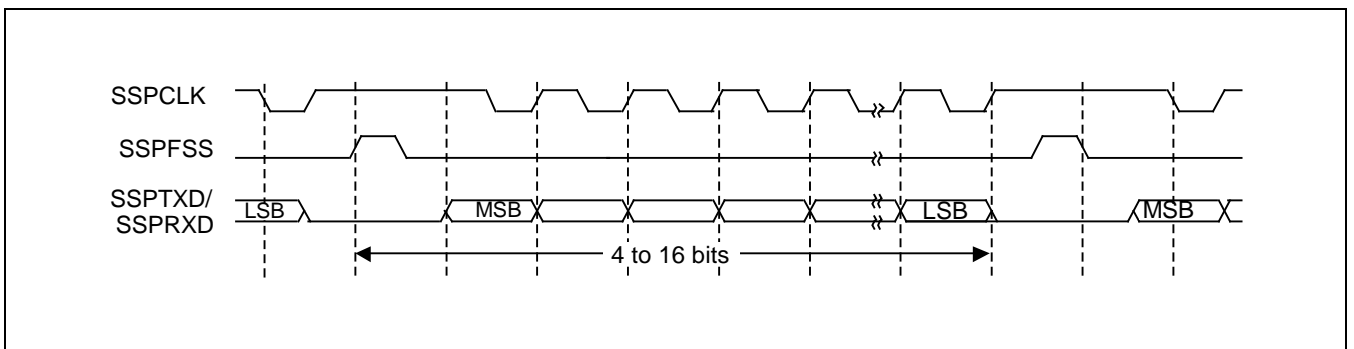 SSPCLK
SSPFSS
SSPTXD/
SSPRXD
LSB
MSB
LSB
MSB
4 to 16 bits